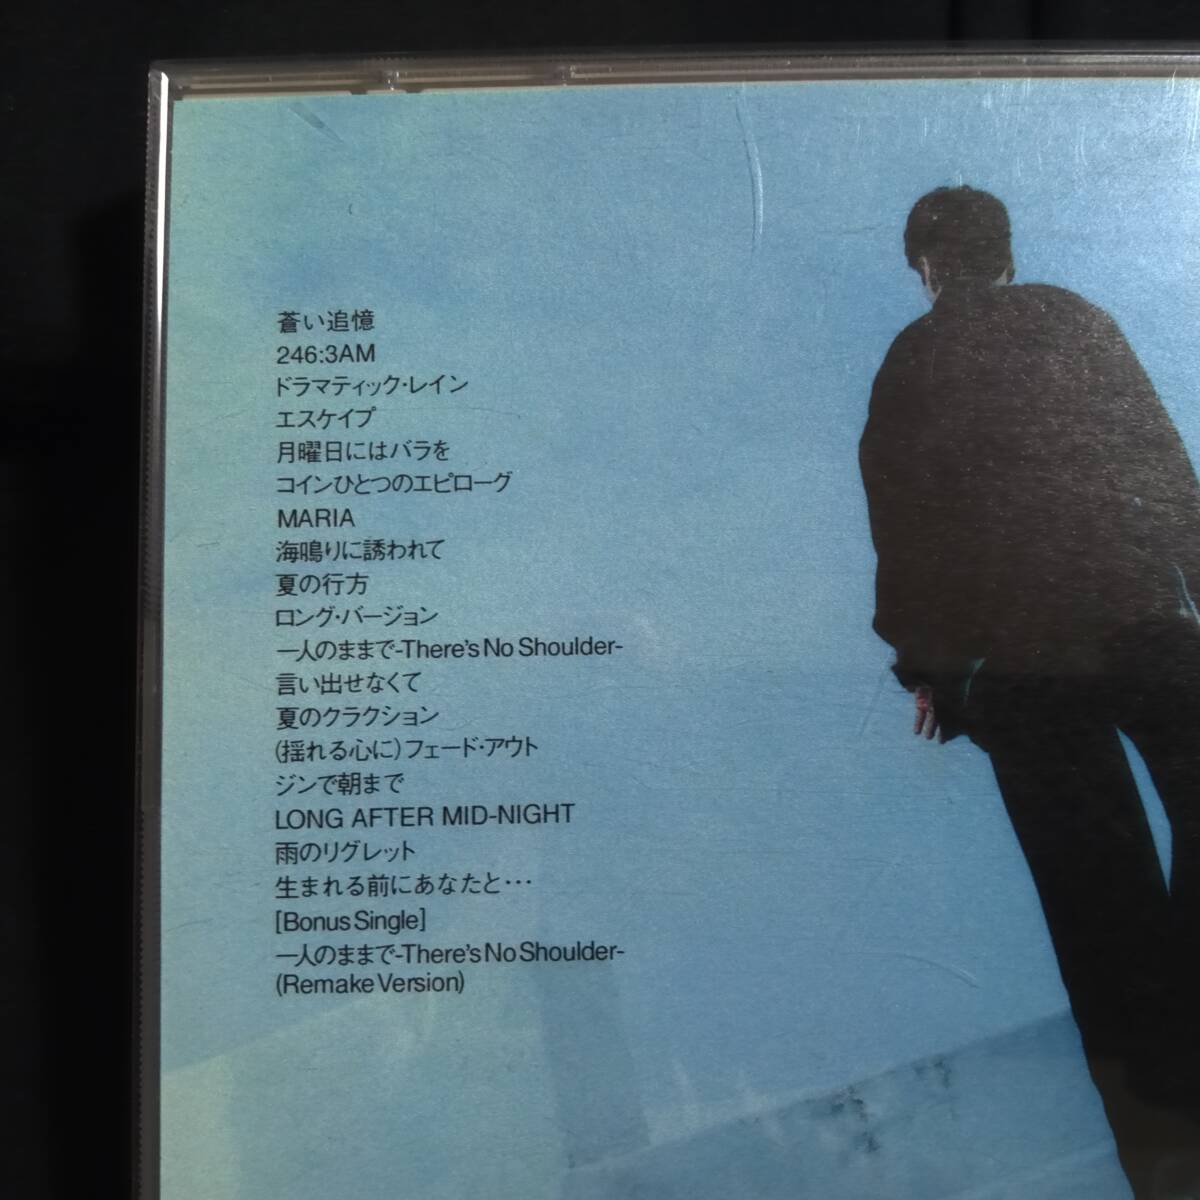 蒼い追憶
246:3AM
ドラマティック・レイン
エスケイプ
月曜日にはバラを
コインひとつのエピローグ
MARIA
海鳴りに誘われて
夏の行方
ロング・バージョン
一人のままで-There's No Shoulder-
言い出せなくて
夏のクラクション
(揺れる心に)フェード・アウト
ジンで朝まで
LONG AFTER MID-NIGHT
雨のリグレット
生まれる前にあなたと・・・
[Bonus Single]
一人のままで-There's No Shoulder-
(Remake Version)